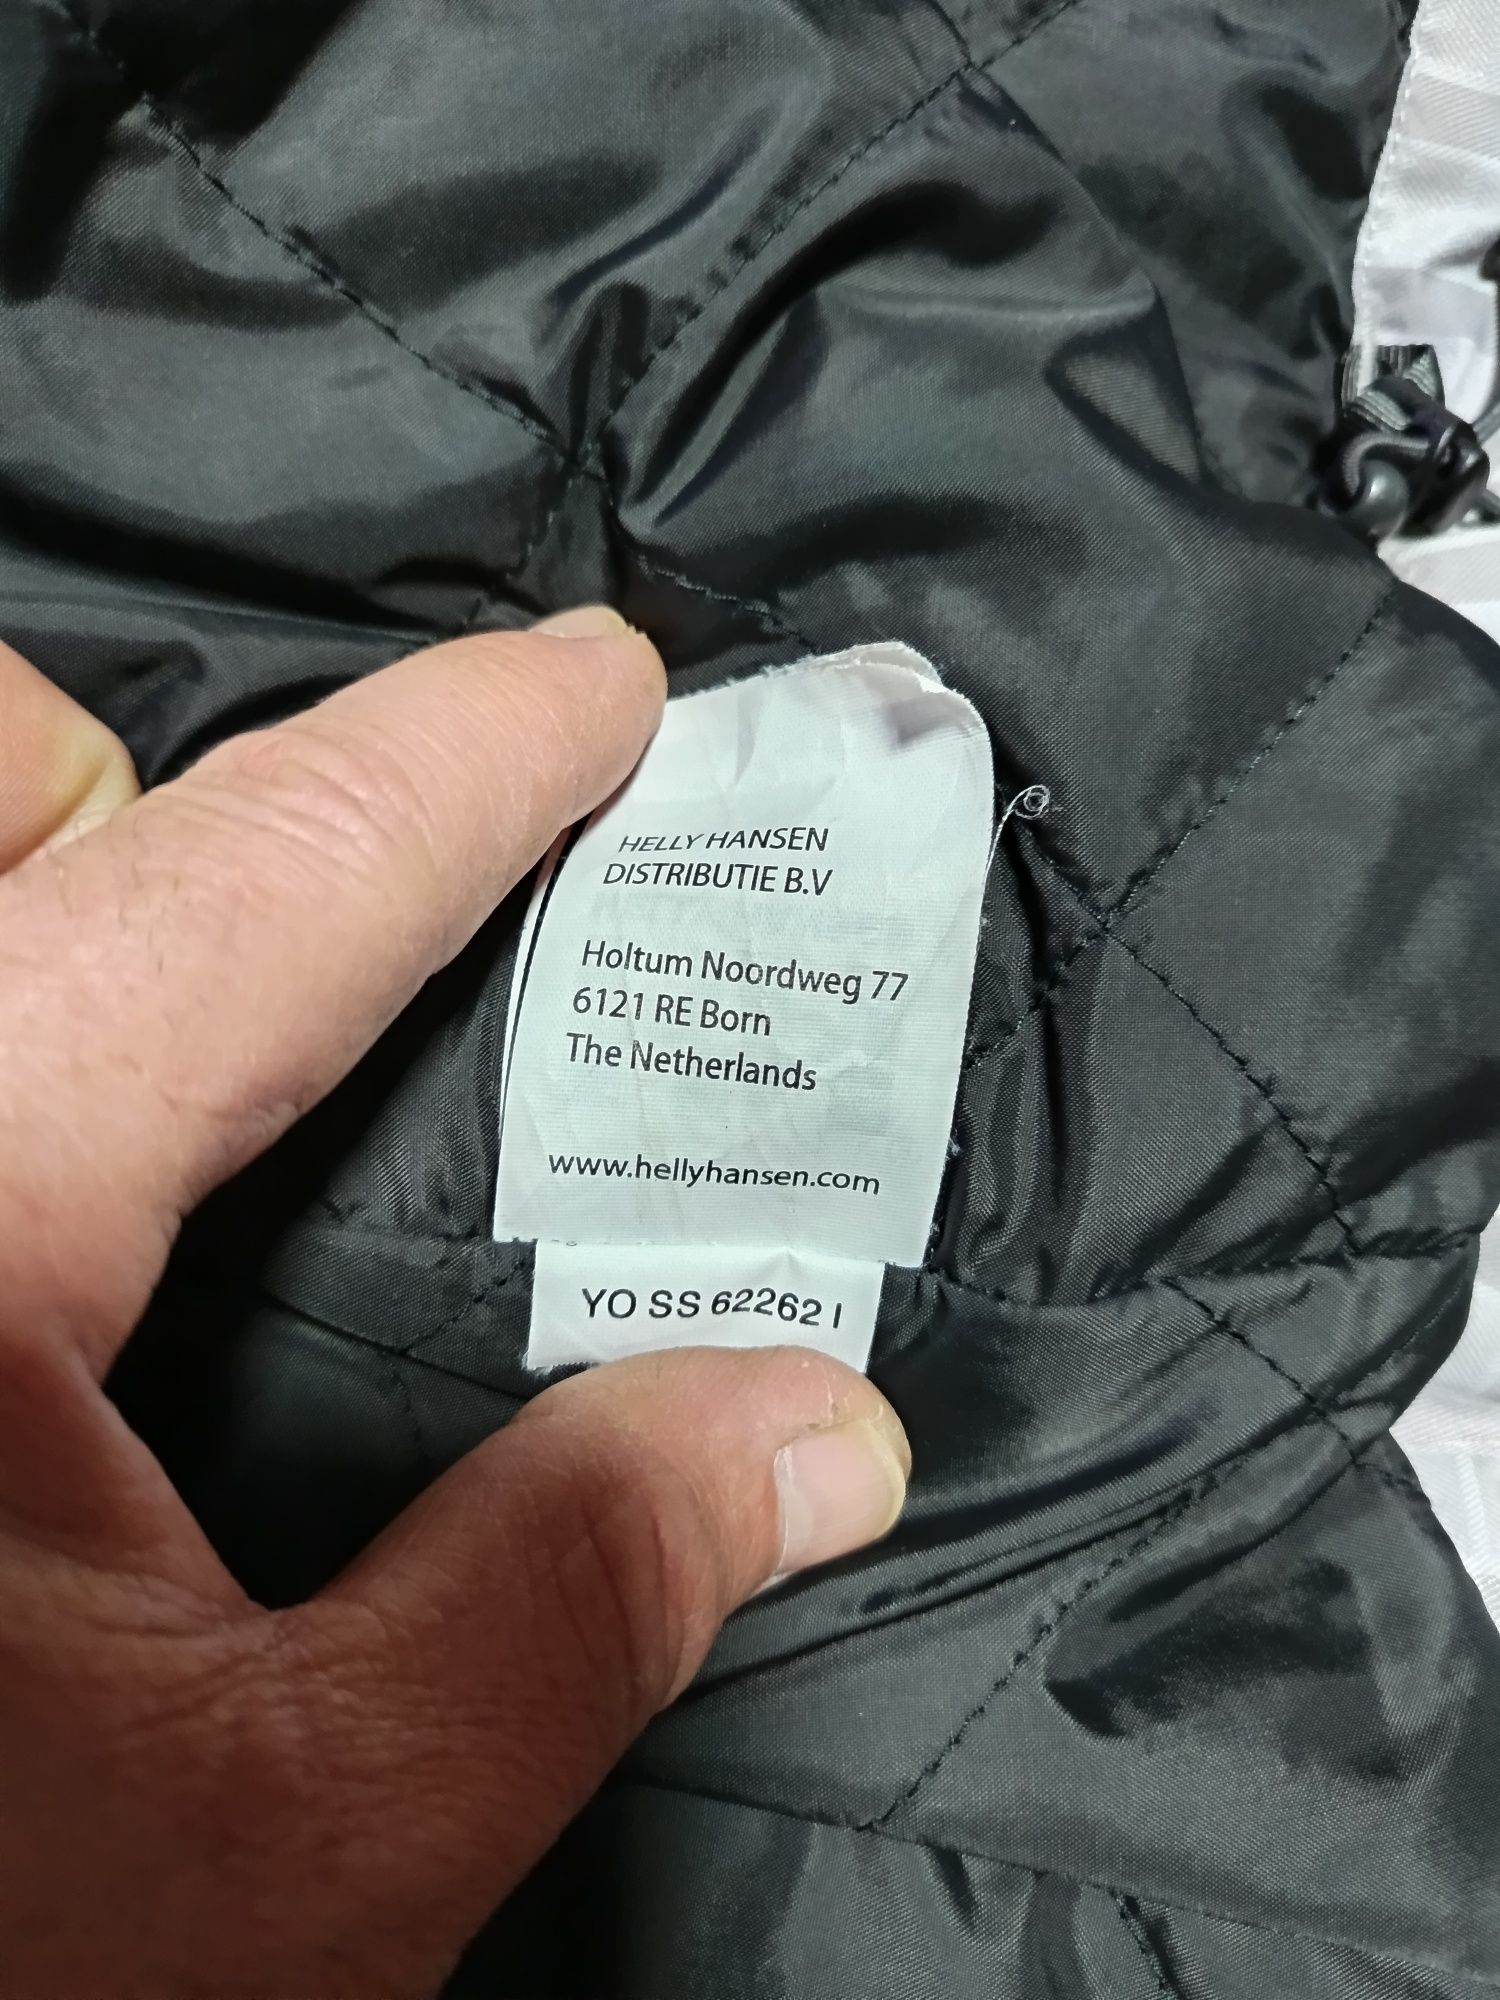 HELLY HANSEN
DISTRIBUTIE B.V
Holtum Noordweg 77
6121 RE Born
The Netherlands
www.hellyhansen.com
YO SS 62262 I